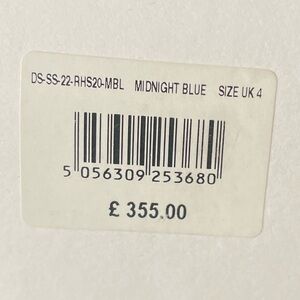 DS-SS-22-RHS20-MBL MIDNIGHT BLUE SIZE UK 4
5 056309 253680
£ 355.00